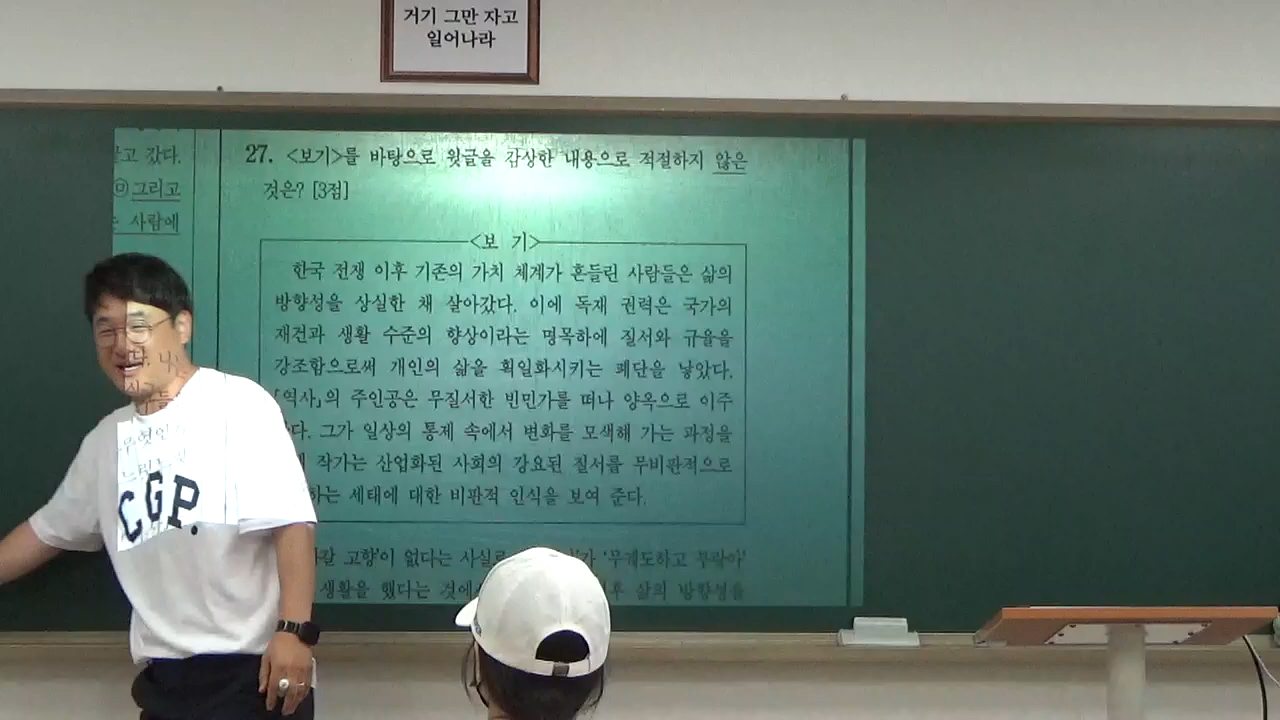 거기 그만 자고
일어나라
고 갔다.
㉤그리고
사람에
27. <보기>를 바탕으로 윗글을 감상한 내용으로 적절하지 않은
것은? [3점]
<보 기>
한국 전쟁 이후 기존의 가치 체계가 흔들린 사람들은 삶의
방향성을 상실한 채 살아갔다. 이에 독재 권력은 국가의
재건과 생활 수준의 향상이라는 명목하에 질서와 규율을
강조함으로써 개인의 삶을 획일화시키는 폐단을 낳았다.
「역사」의 주인공은 무질서한 빈민가를 떠나 양옥으로 이주
다. 그가 일상의 통제 속에서 변화를 모색해 가는 과정을
작가는 산업화된 사회의 강요된 질서를 무비판적으로
하는 세태에 대한 비판적 인식을 보여 준다.
고향'이 없다는 '무궤도하고 부랑아'
생활을 했다는 삶의 방향성을
CGP.